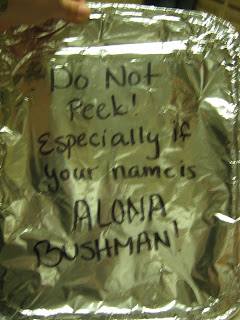 Do Not
Peek!
Especially if
your name is
ALONA
BUSHMAN!